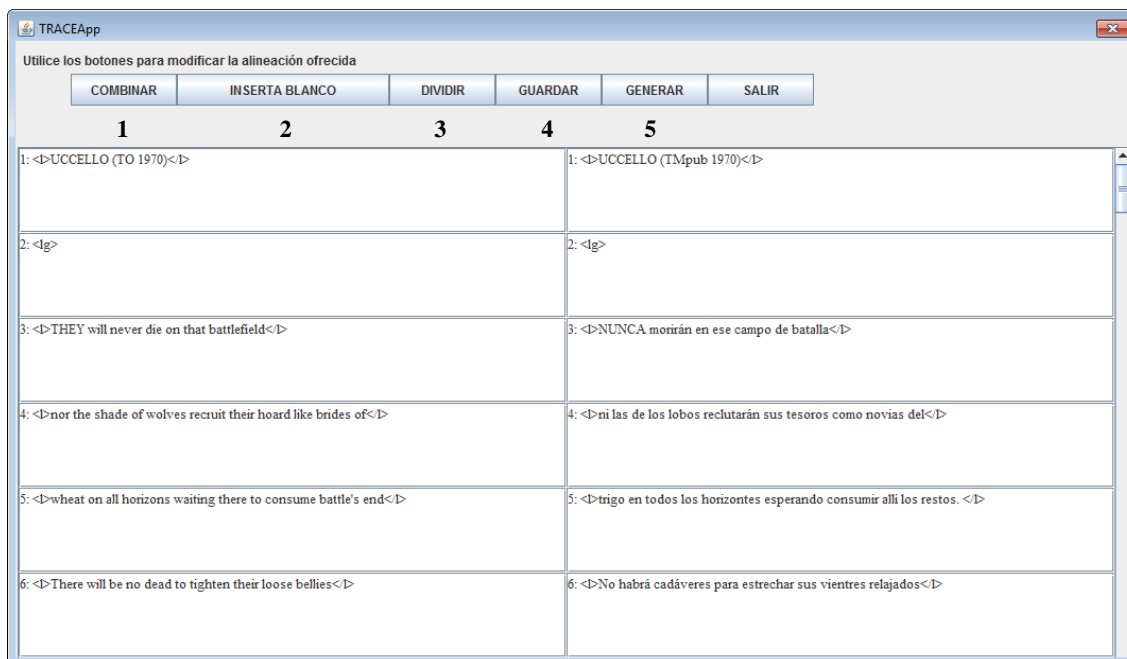 TRACEApp
Utilice los botones para modificar la alineación ofrecida
COMBINAR INSERTA BLANCO DIVIDIR GUARDAR GENERAR SALIR
1 2 3 4 5
1: <l>UCCELLO (TO 1970)</l> 1: <l>UCCELLO (TMpub 1970)</l>
2: <lg> 2: <lg>
3: <l>THEY will never die on that battlefield</l> 3: <l>NUNCA morirán en ese campo de batalla</l>
4: <l>nor the shade of wolves recruit their hoard like brides of</l> 4: <l>ni las de los lobos reclutarán sus tesoros como novias del</l>
5: <l>wheat on all horizons waiting there to consume battle's end</l> 5: <l>trigo en todos los horizontes esperando consumir allí los restos. </l>
6: <l>There will be no dead to tighten their loose bellies</l> 6: <l>No habrá cadáveres para estrechar sus vientres relajados</l>